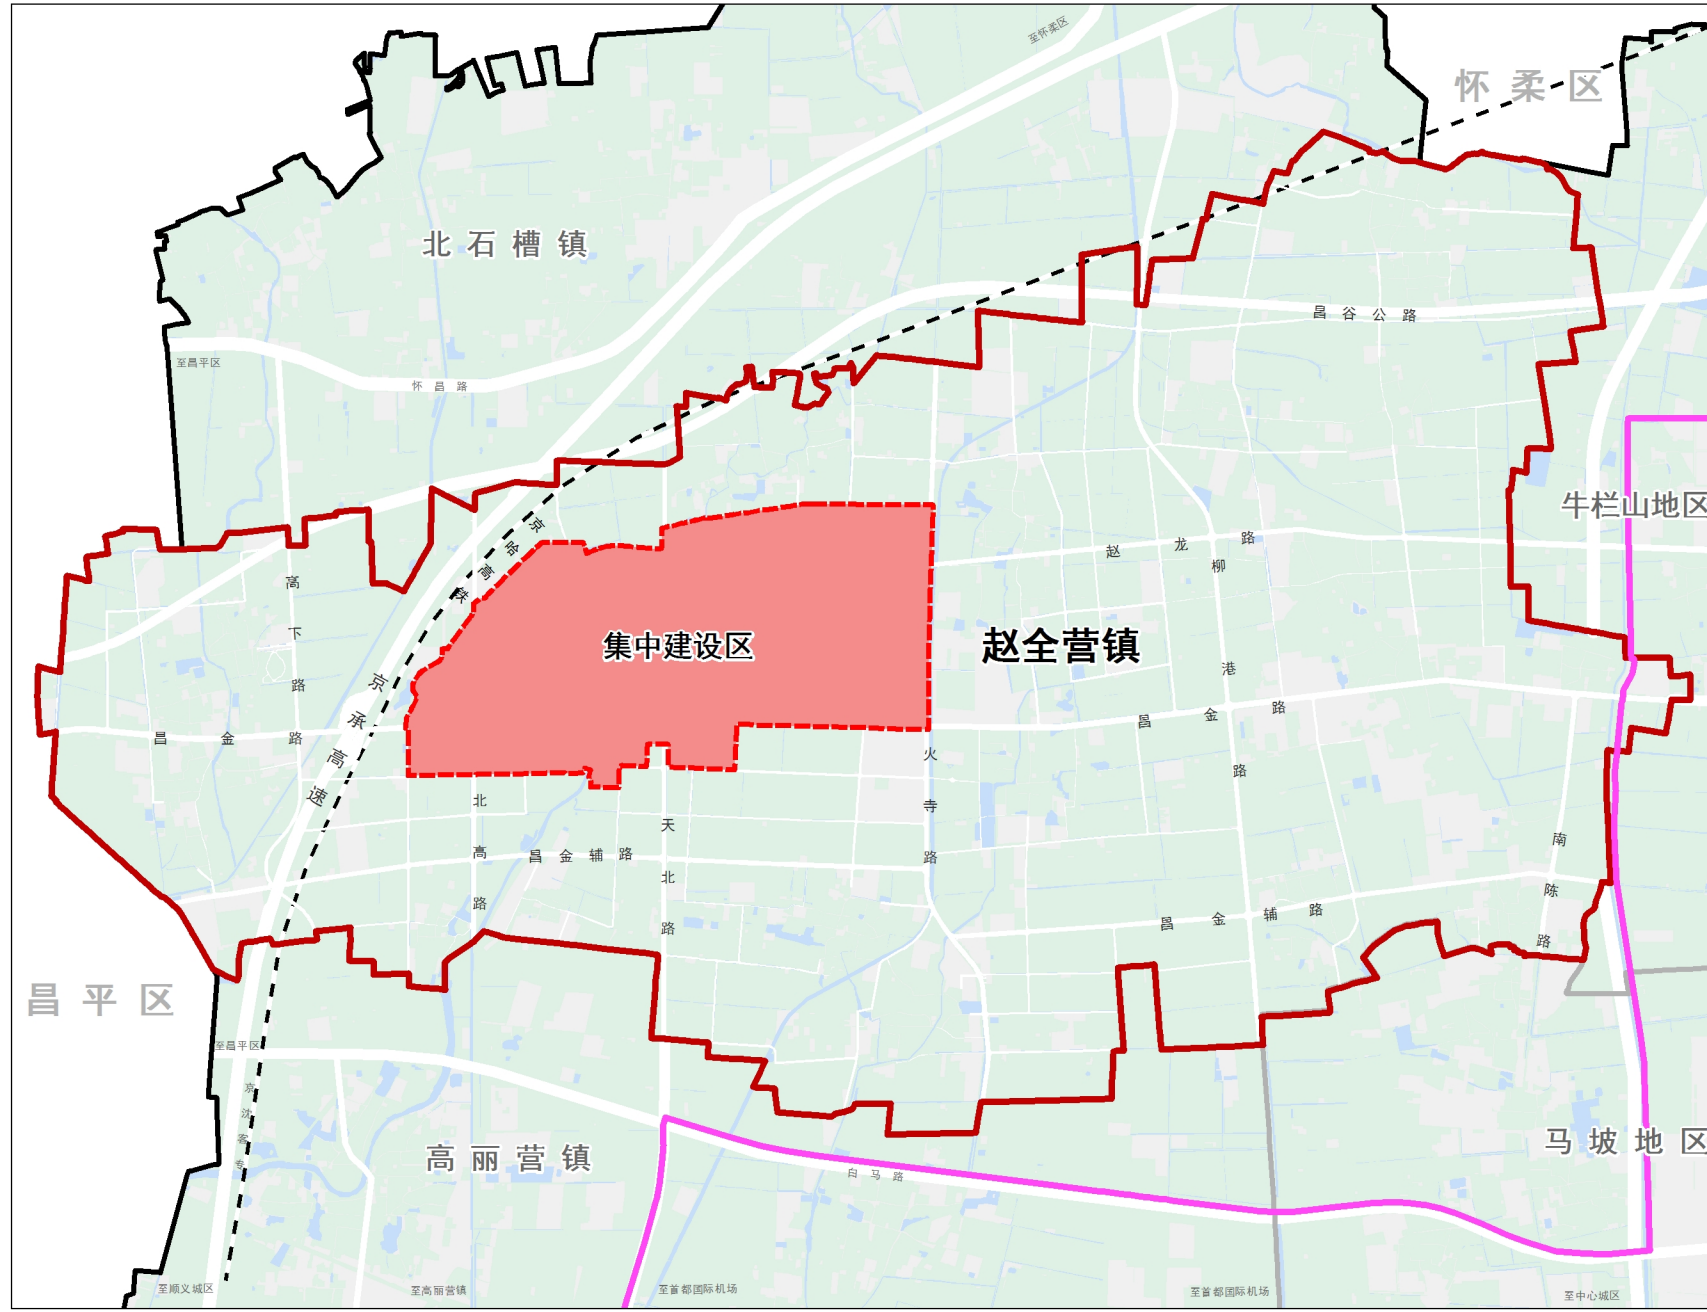 至怀柔区
怀柔区
北石槽镇
昌谷公路
至昌平区
怀昌路
牛栏山地区
京哈高铁
赵龙路
柳港路
高下路
集中建设区
赵全营镇
京承高速
昌金路
昌金路
火寺路
北高路
天北路
昌金辅路
南陈路
昌金辅路
昌平区
至昌平区
京沈客专
高丽营镇
马坡地区
白马路
至顺义城区
至高丽营镇
至首都国际机场
至首都国际机场
至中心城区